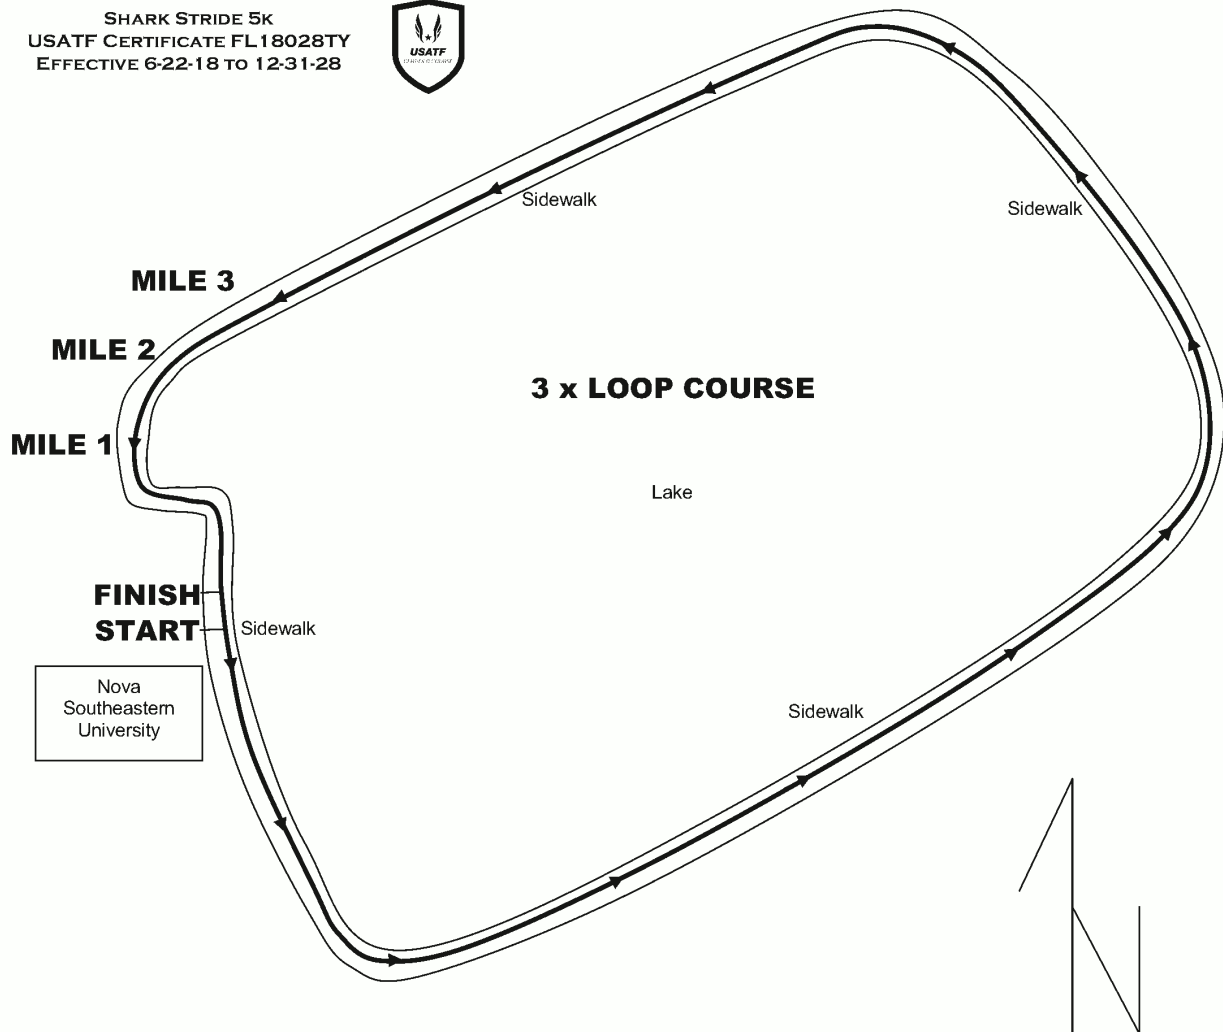 SHARK STRIDE 5K
USATF CERTIFICATE FL18028TY
EFFECTIVE 6-22-18 TO 12-31-28
USATF
Sidewalk
Sidewalk
MILE 3
MILE 2
3 x LOOP COURSE
MILE 1
Lake
FINISH
START
Sidewalk
Nova
Southeastern
University
Sidewalk
N